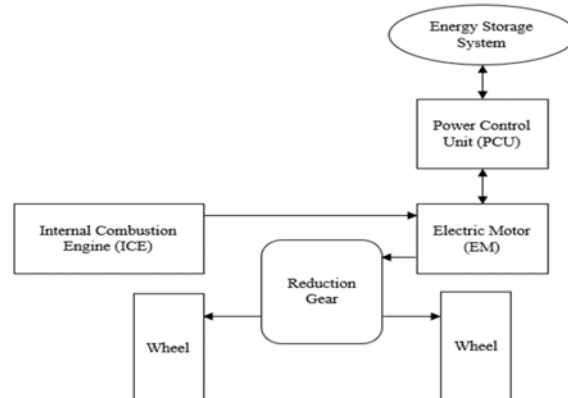 Energy Storage
System
Power Control
Unit (PCU)
Internal Combustion
Engine (ICE)
Electric Motor
(EM)
Reduction
Gear
Wheel
Wheel